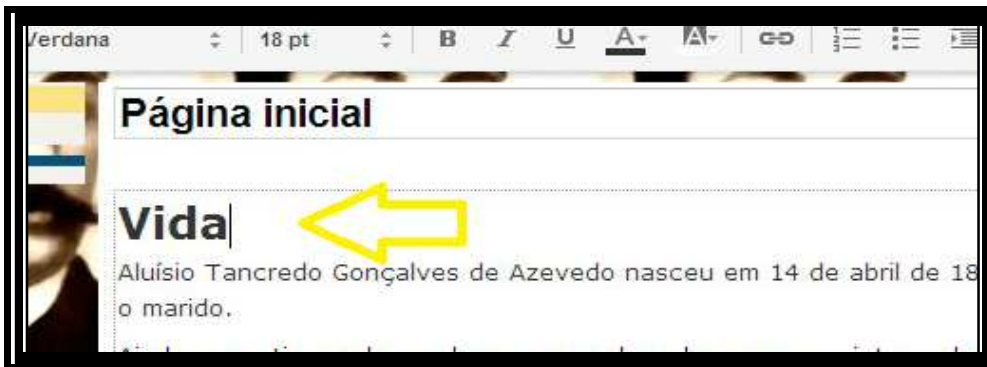 Verdana 18 pt B I U A A
Página inicial
Vida
Aluísio Tancredo Gonçalves de Azevedo nasceu em 14 de abril de 18
o marido.